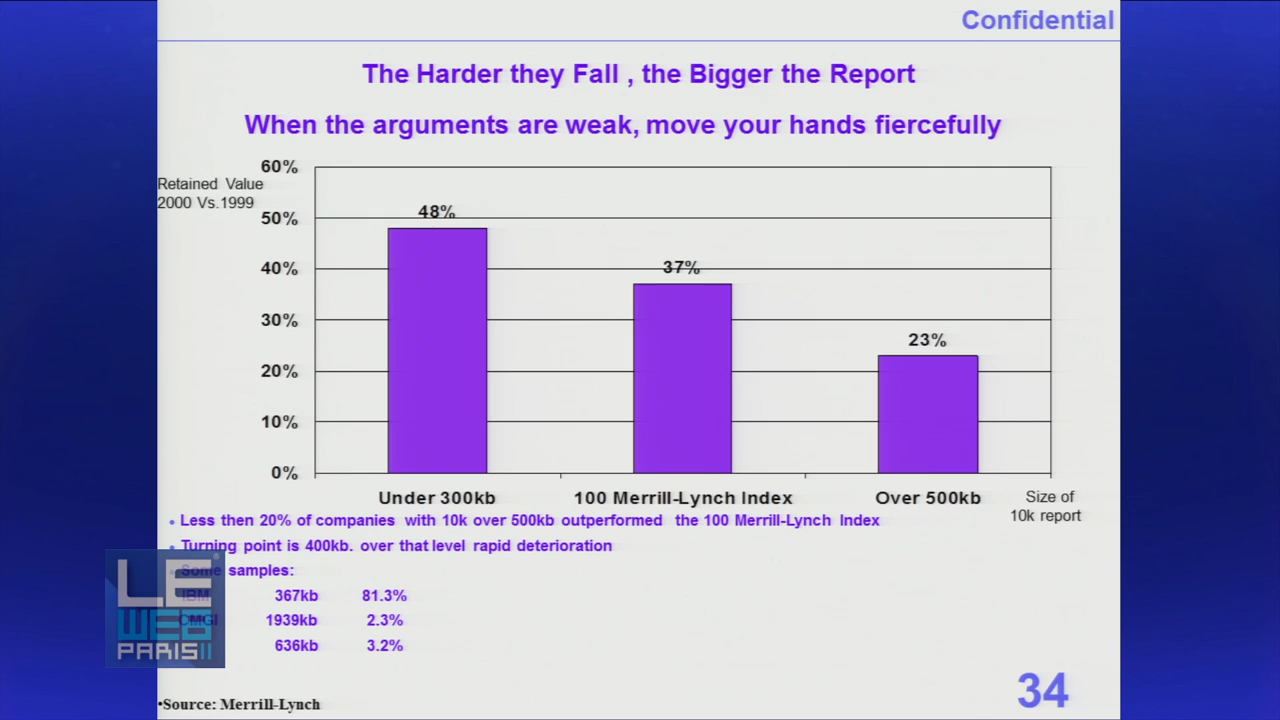 Confidential
The Harder they Fall , the Bigger the Report
When the arguments are weak, move your hands fiercefully
Retained Value
2000 Vs.1999
60%
50%
40%
30%
20%
10%
0%
48%
37%
23%
Under 300kb
100 Merrill-Lynch Index
Over 500kb
Size of
10k report
• Less then 20% of companies with 10k over 500kb outperformed the 100 Merrill-Lynch Index
• Turning point is 400kb. over that level rapid deterioration
• Some samples:
IBM 367kb 81.3%
CMGI 1939kb 2.3%
636kb 3.2%
LE
WEB
PARIS11
•Source: Merrill-Lynch
34